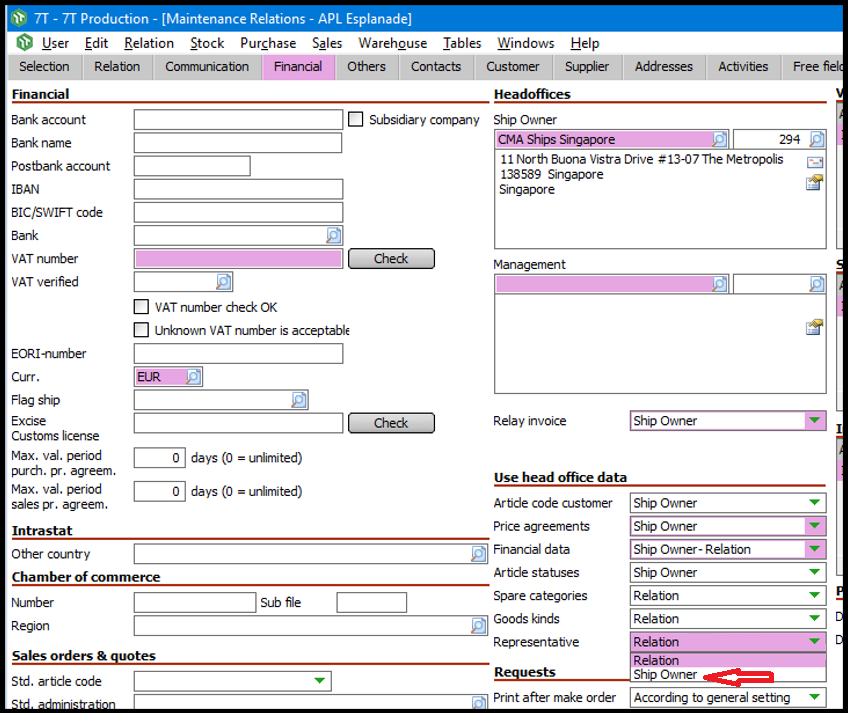 7T - 7T Production - [Maintenance Relations - APL Esplanade]
User Edit Relation Stock Purchase Sales Warehouse Tables Windows Help
Selection Relation Communication Financial Others Contacts Customer Supplier Addresses Activities Free
Financial
Bank account
Subsidiary company
Bank name
Postbank account
IBAN
BIC/SWIFT code
Bank
VAT number
Check
VAT verified
VAT number check OK
Unknown VAT number is acceptable
EORI-number
Curr.
EUR
Flag ship
Excise
Customs license
Check
Max. val. period
purch. pr. agreem.
0 days (0 = unlimited)
Max. val. period
sales pr. agreem.
0 days (0 = unlimited)
Intrastat
Other country
Chamber of commerce
Number
Sub file
Region
Sales orders & quotes
Std. article code
Std. administration
Headoffices
Ship Owner
CMA Ships Singapore 294
11 North Buona Vistra Drive #13-07 The Metropolis
138589 Singapore
Singapore
Management
Relay invoice Ship Owner
Use head office data
Article code customer Ship Owner
Price agreements Ship Owner
Financial data Ship Owner- Relation
Article statuses Ship Owner
Spare categories Relation
Goods kinds Relation
Representative Relation
Relation
Ship Owner
Requests
Print after make order According to general setting